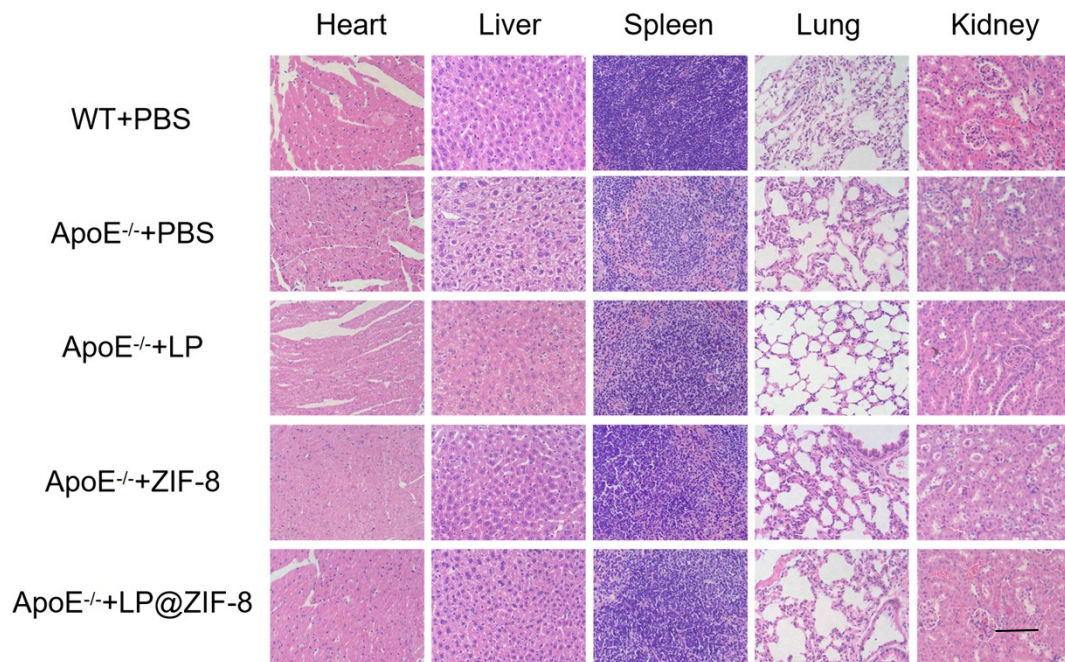 Heart Liver Spleen Lung Kidney
WT+PBS
ApoE⁻/⁻+PBS
ApoE⁻/⁻+LP
ApoE⁻/⁻+ZIF-8
ApoE⁻/⁻+LP@ZIF-8